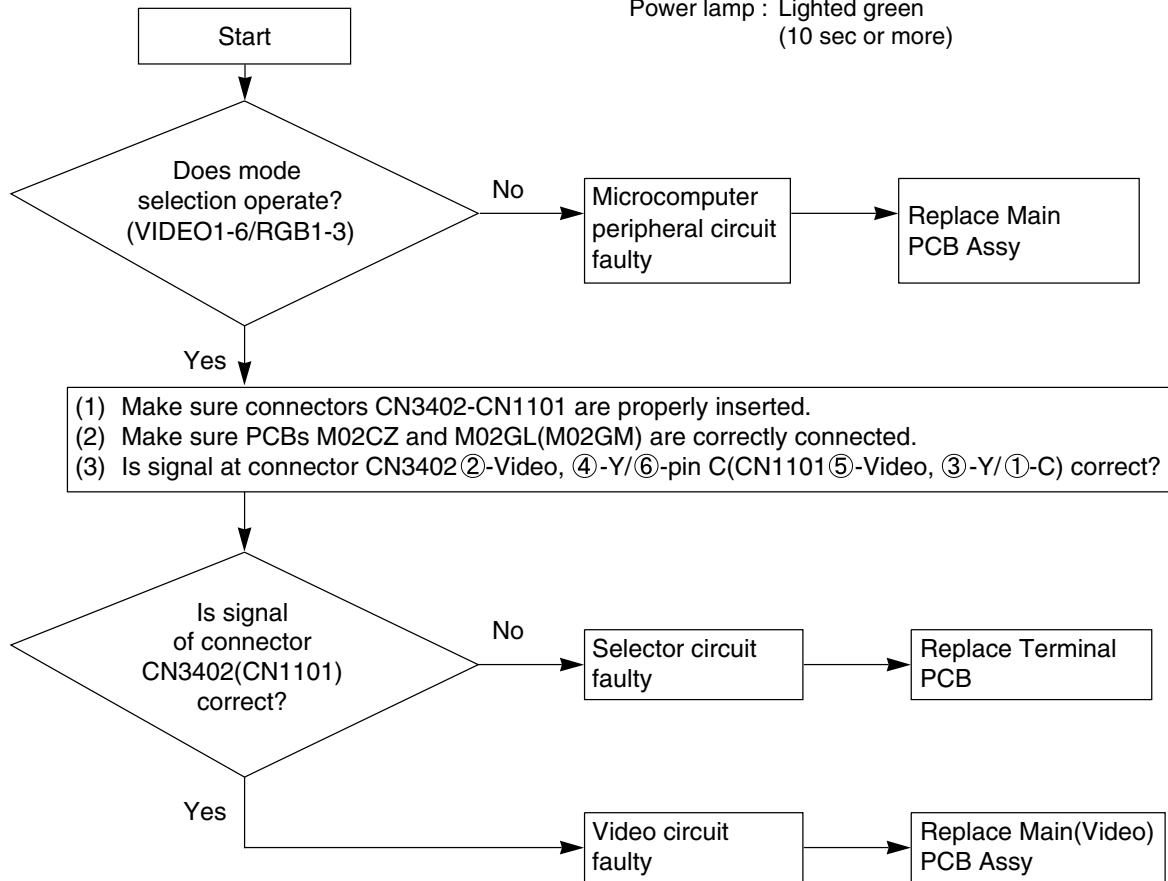 Power lamp : Lighted green
(10 sec or more)
Start
Does mode
selection operate?
(VIDEO1-6/RGB1-3)
No
Microcomputer
peripheral circuit
faulty
Replace Main
PCB Assy
Yes
(1) Make sure connectors CN3402-CN1101 are properly inserted.
(2) Make sure PCBs M02CZ and M02GL(M02GM) are correctly connected.
(3) Is signal at connector CN3402②-Video, ④-Y/⑥-pin C(CN1101⑤-Video, ③-Y/①-C) correct?
Is signal
of connector
CN3402(CN1101)
correct?
No
Selector circuit
faulty
Replace Terminal
PCB
Yes
Video circuit
faulty
Replace Main(Video)
PCB Assy